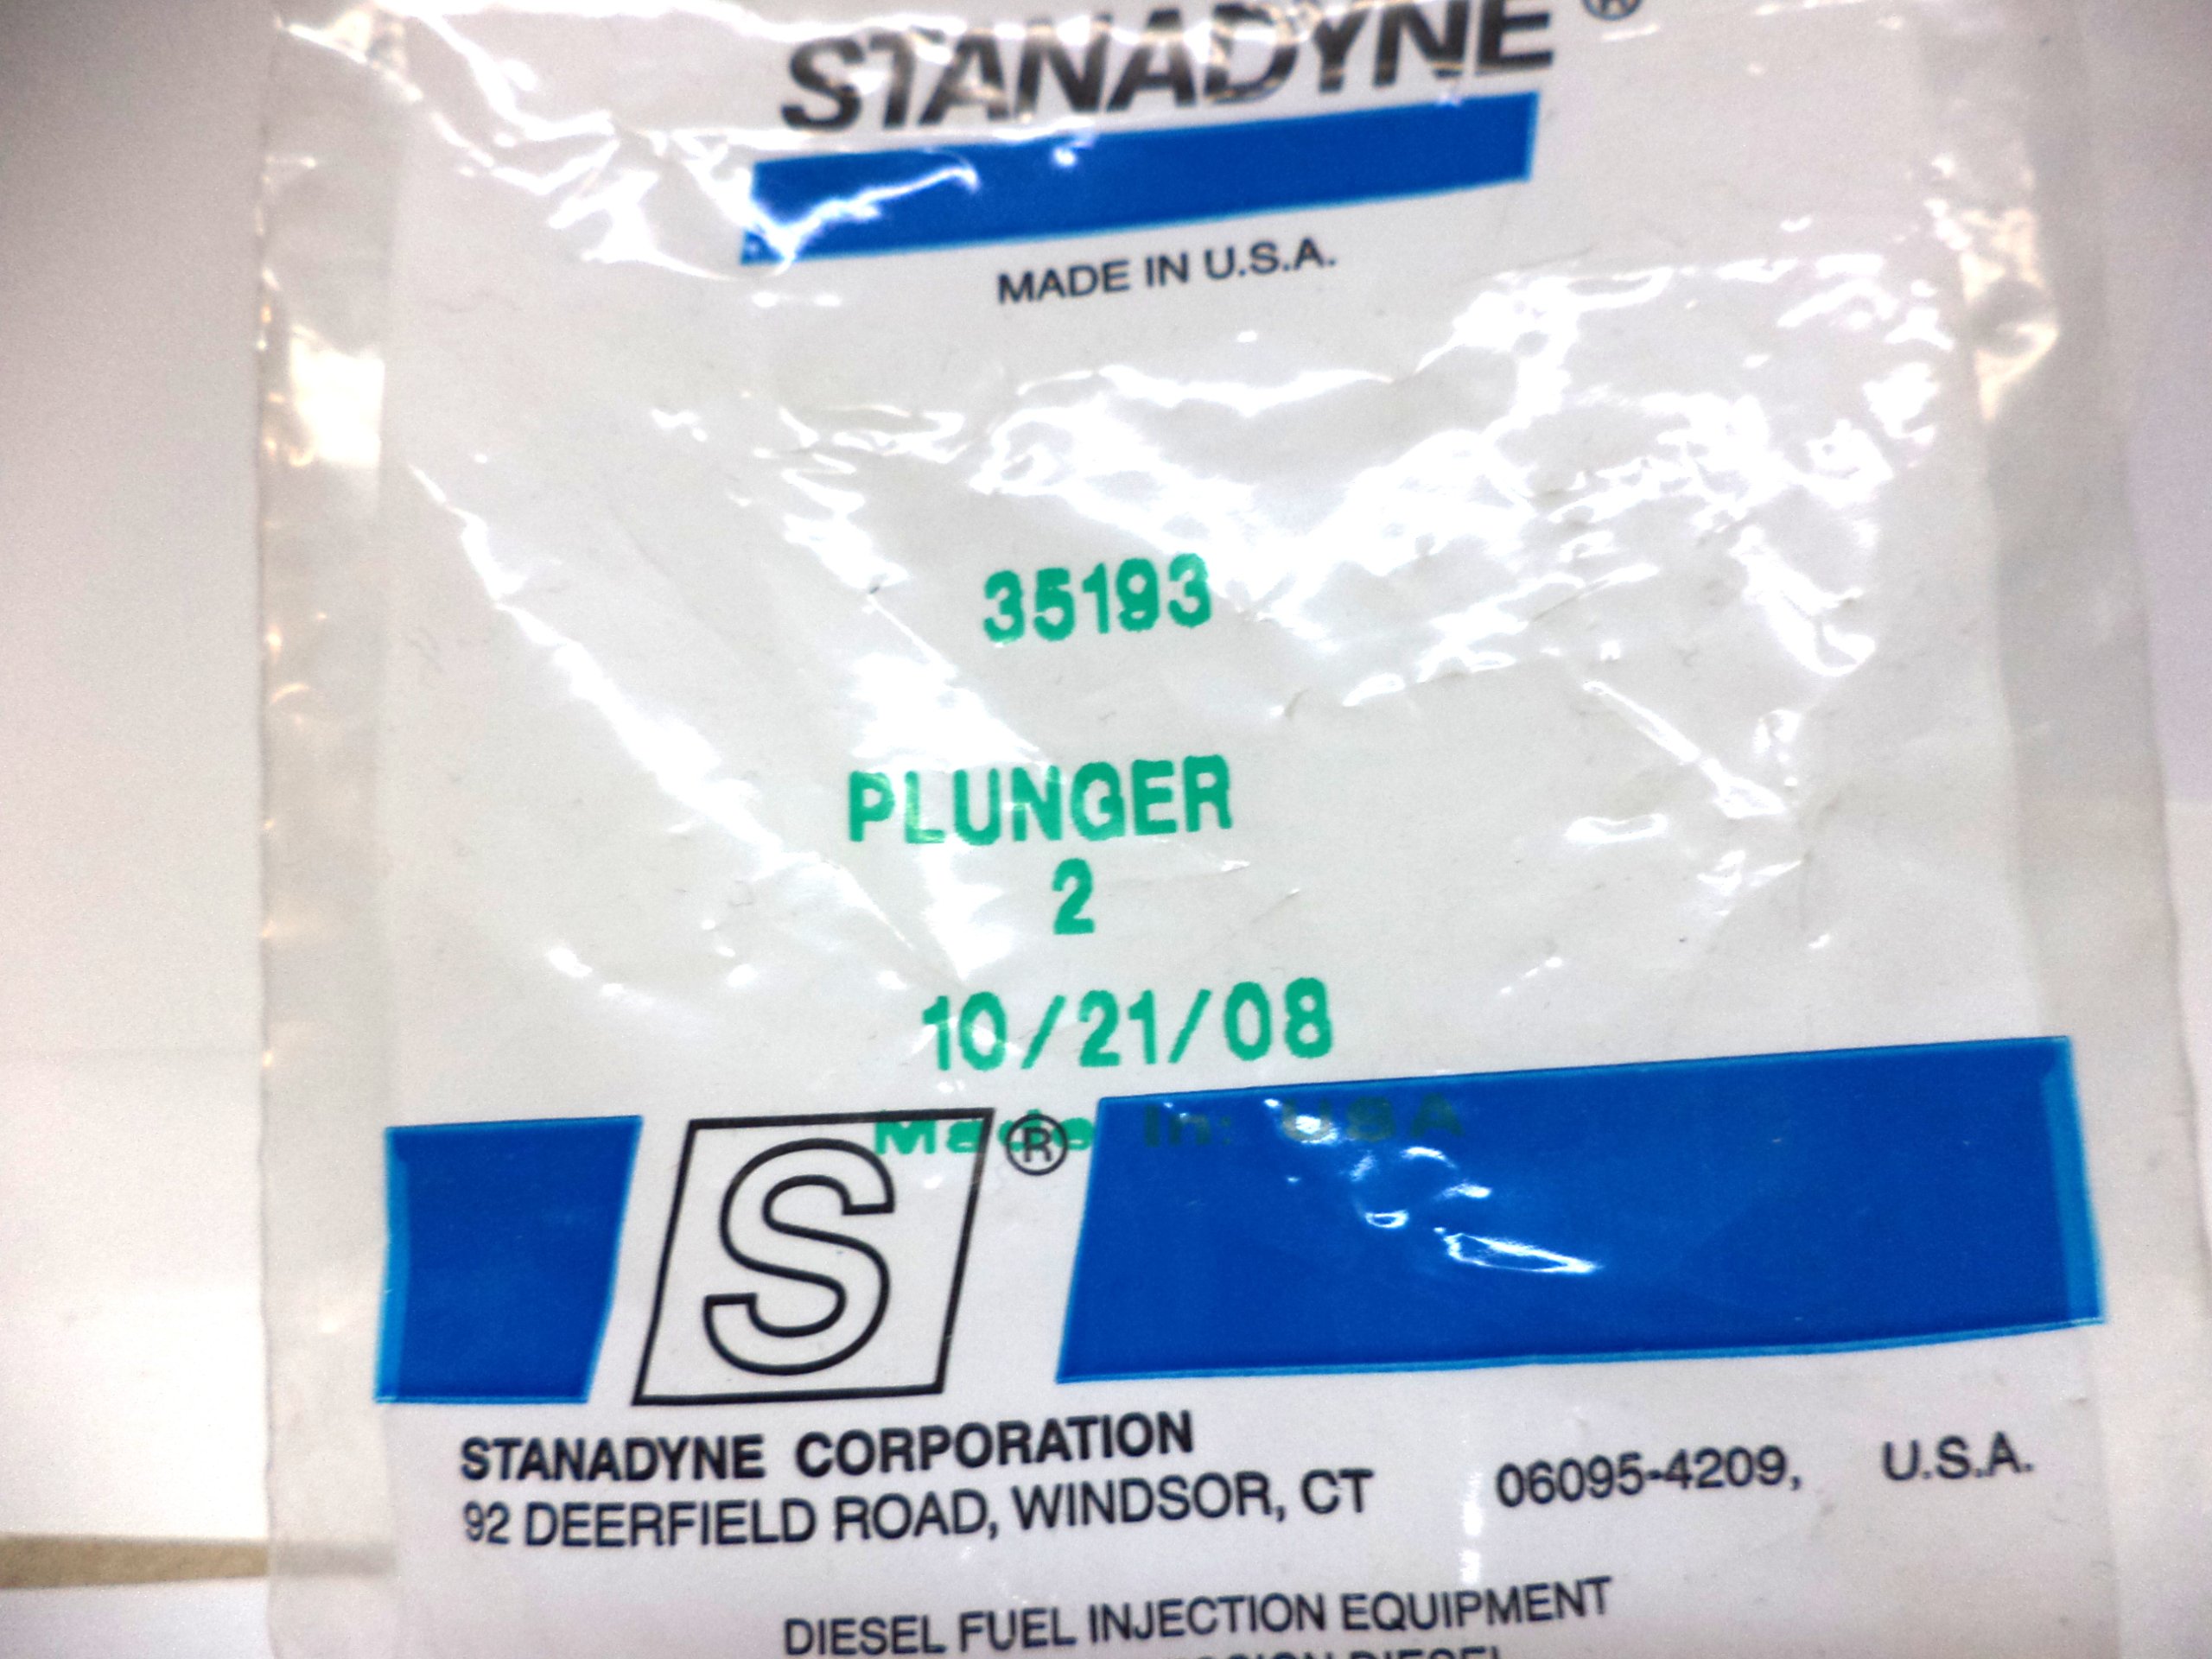 STANADYNE ®
MADE IN U.S.A.
35193
PLUNGER
2
10/21/08
Made In: USA
S ®
STANADYNE CORPORATION
92 DEERFIELD ROAD, WINDSOR, CT 06095-4209, U.S.A.
DIESEL FUEL INJECTION EQUIPMENT
DIESEL